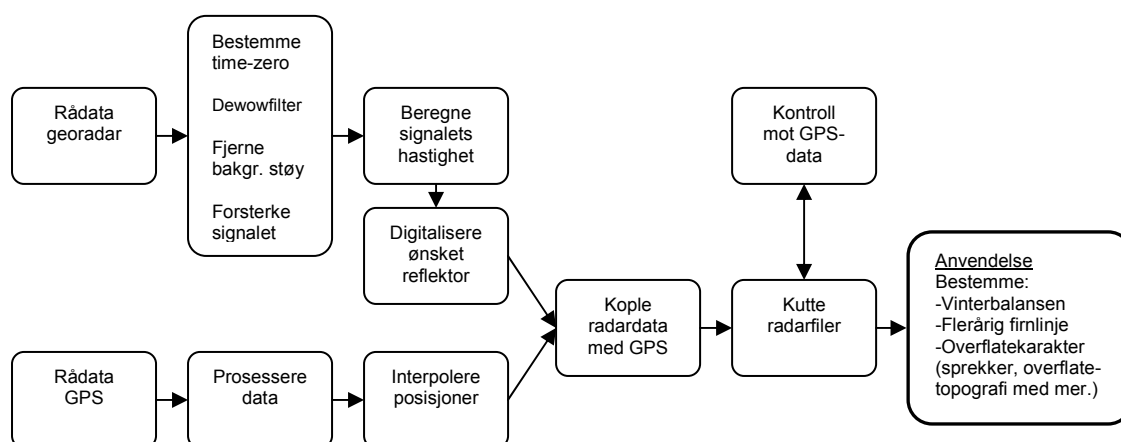 Rådata
georadar
Bestemme
time-zero
Dewowfilter
Fjerne
bakgr. støy
Forsterke
signalet
Beregne
signalets
hastighet
Digitalisere
ønsket
reflektor
Rådata
GPS
Prosessere
data
Interpolere
posisjoner
Kople
radardata
med GPS
Kutte
radarfiler
Kontroll
mot GPS-
data
Anvendelse
Bestemme:
-Vinterbalansen
-Flerårig firnlinje
-Overflatekarakter
(sprekker, overflate-
topografi med mer.)